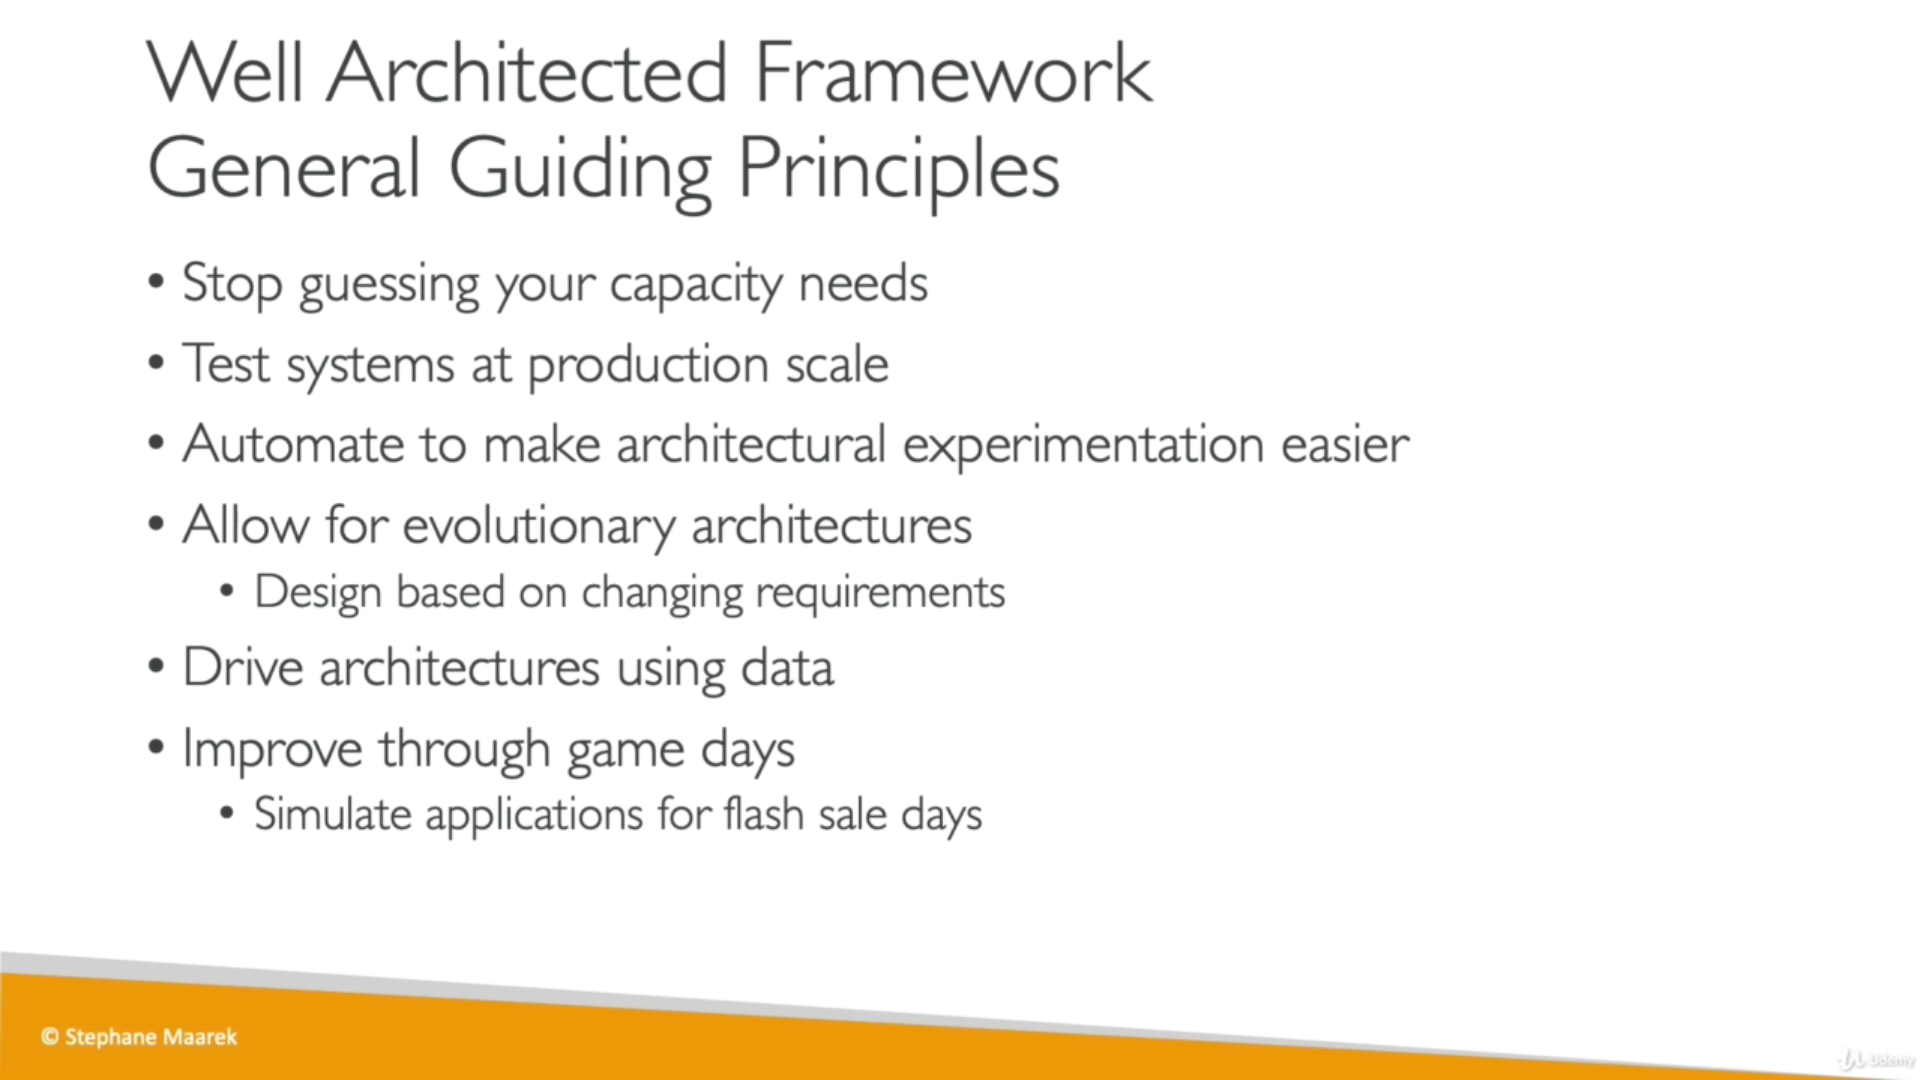 Well Architected Framework
General Guiding Principles
• Stop guessing your capacity needs
• Test systems at production scale
• Automate to make architectural experimentation easier
• Allow for evolutionary architectures
• Design based on changing requirements
• Drive architectures using data
• Improve through game days
• Simulate applications for flash sale days
© Stephane Maarek
Udemy